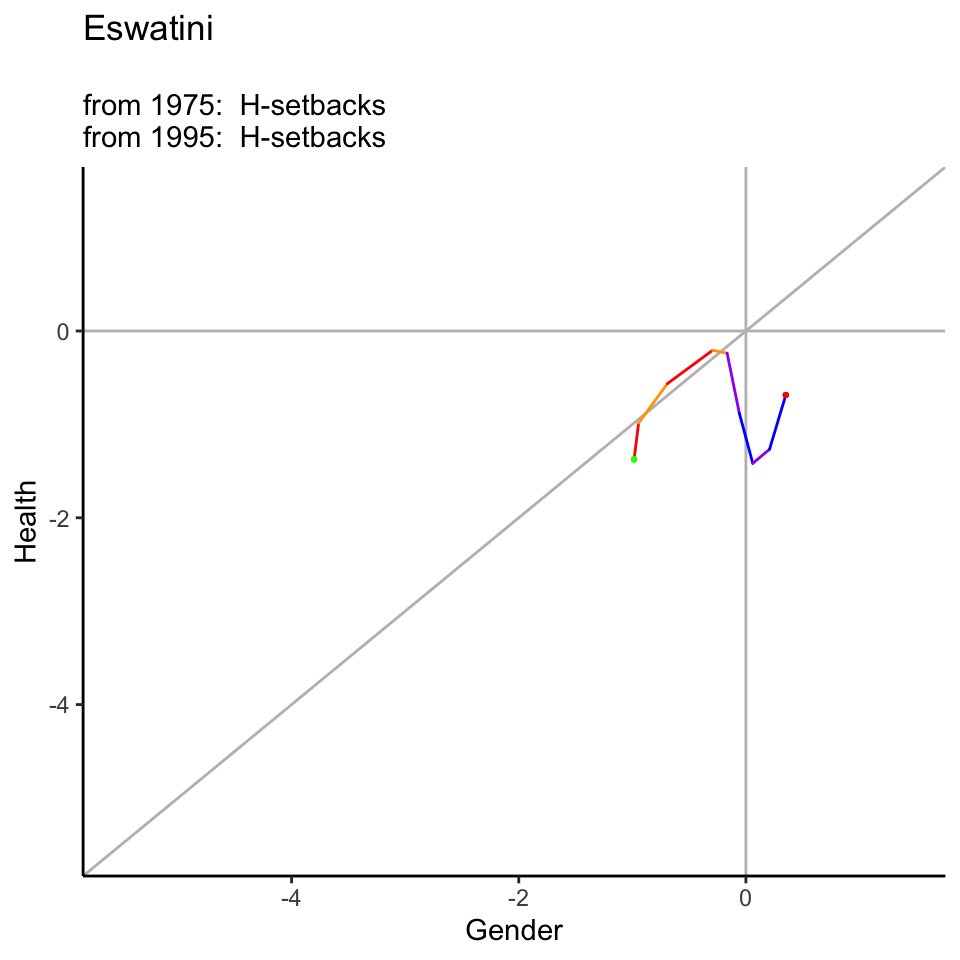 Eswatini
from 1975:  H-setbacks
from 1995:  H-setbacks
0
-2
-4
Health
-4
-2
0
Gender